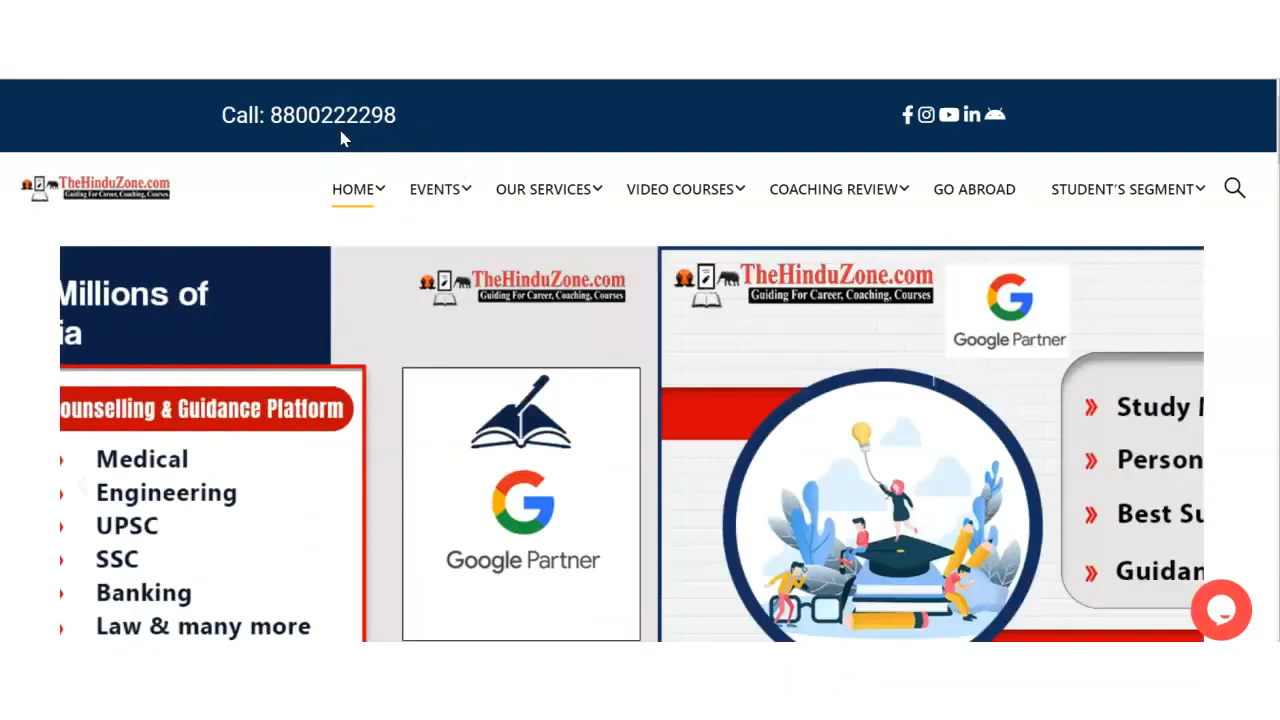 Call: 8800222298
TheHinduZone.com
Guiding For Career, Coaching, Courses
HOME EVENTS OUR SERVICES VIDEO COURSES COACHING REVIEW GO ABROAD STUDENT'S SEGMENT
Millions of
ia
ounselling & Guidance Platform
Medical
Engineering
UPSC
SSC
Banking
Law & many more
TheHinduZone.com
Guiding For Career, Coaching, Courses
Google Partner
TheHinduZone.com
Guiding For Career, Coaching, Courses
Google Partner
Study
Person
Best Su
Guidan